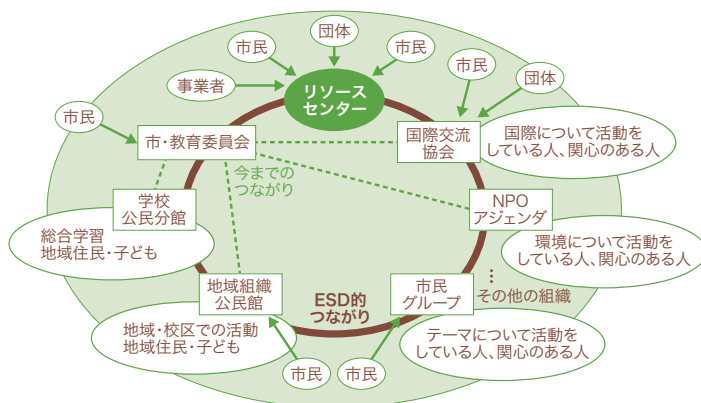 団体
市民
市民
市民
団体
事業者
リソース
センター
市民
市・教育委員会
国際交流
協会
国際について活動を
している人、関心のある人
今までの
つながり
学校
公民分館
NPO
アジェンダ
総合学習
地域住民・子ども
環境について活動を
している人、関心のある人
地域組織
公民館
ESD的
つながり
市民
グループ
⋮
その他の組織
地域・校区での活動
地域住民・子ども
テーマについて活動を
している人、関心のある人
市民
市民